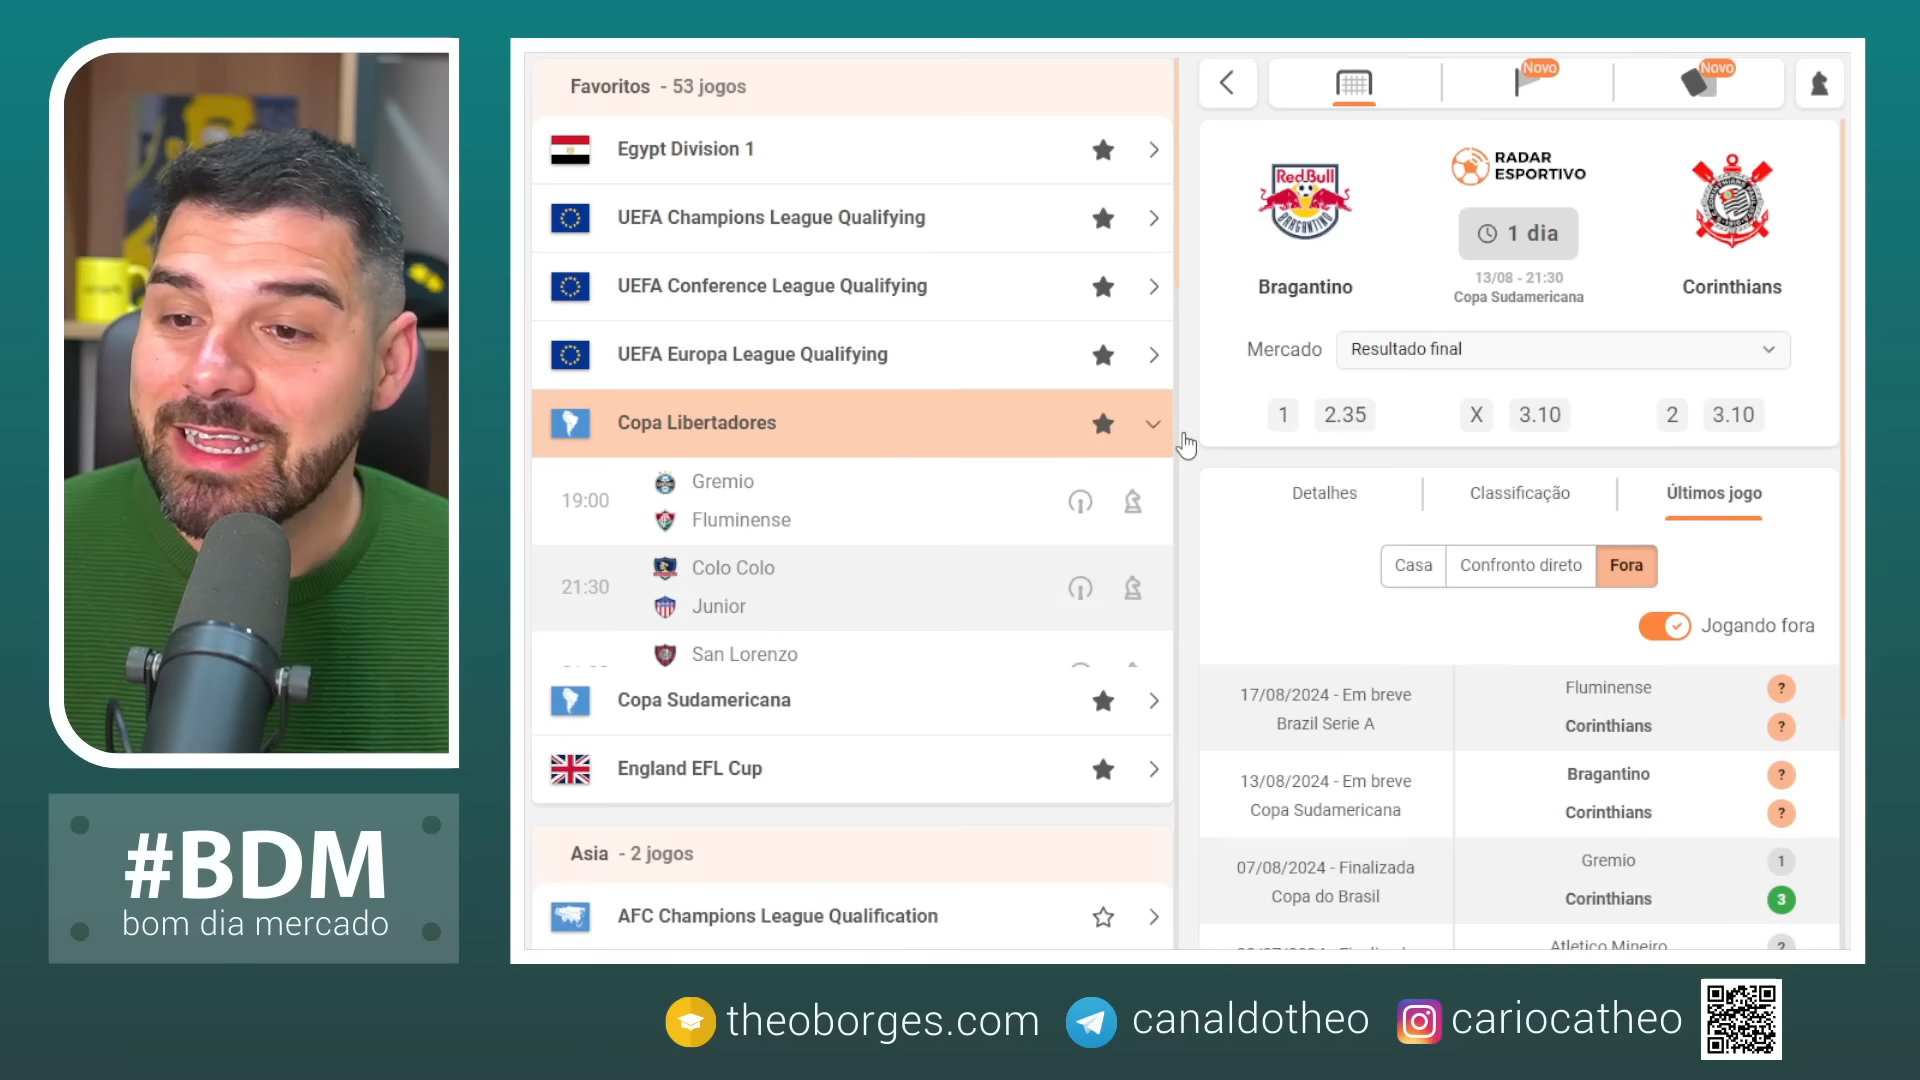 Favoritos - 53 jogos
Egypt Division 1
UEFA Champions League Qualifying
UEFA Conference League Qualifying
UEFA Europa League Qualifying
Copa Libertadores
19:00
Gremio
Fluminense
21:30
Colo Colo
Junior
San Lorenzo
Copa Sudamericana
England EFL Cup
Asia - 2 jogos
AFC Champions League Qualification
Novo
Novo
RedBull
BRAGANTINO
RADAR
ESPORTIVO
1 dia
13/08 - 21:30
Copa Sudamericana
Bragantino
Corinthians
Mercado
Resultado final
1 2.35
X 3.10
2 3.10
Detalhes
Classificação
Últimos jogo
Casa
Confronto direto
Fora
Jogando fora
17/08/2024 - Em breve
Brazil Serie A
Fluminense ?
Corinthians ?
13/08/2024 - Em breve
Copa Sudamericana
Bragantino ?
Corinthians ?
07/08/2024 - Finalizada
Copa do Brasil
Gremio 1
Corinthians 3
Atletico Mineiro 2
#BDM
bom dia mercado
theoborges.com
canaldotheo
cariocatheo